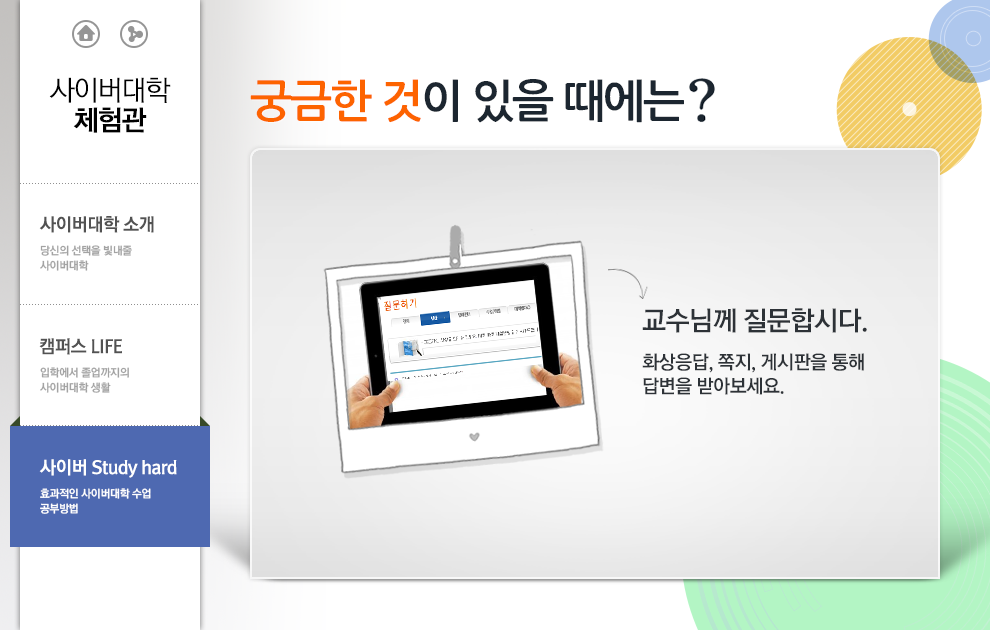 사이버대학
체험관
사이버대학 소개
당신의 선택을 빛내줄
사이버대학
캠퍼스 LIFE
입학에서 졸업까지의
사이버대학 생활
사이버 Study hard
효과적인 사이버대학 수업
공부방법
궁금한 것이 있을 때에는?
질문하기
교수님께 질문합시다.
화상응답, 쪽지, 게시판을 통해
답변을 받아보세요.